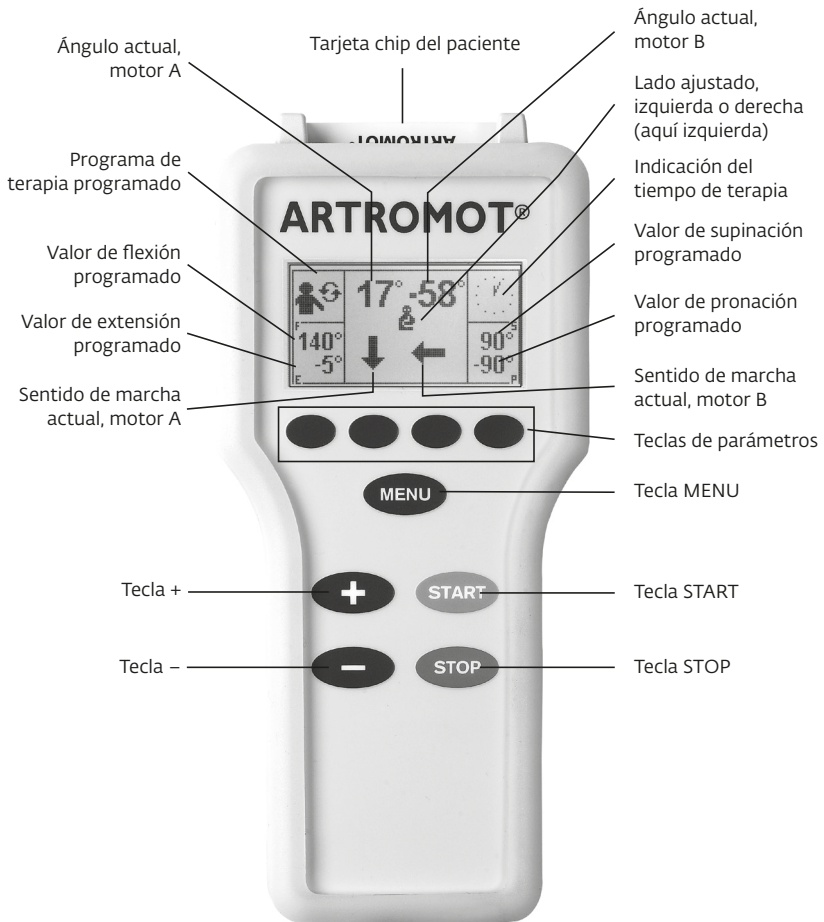 Ángulo actual,
motor A
Tarjeta chip del paciente
Ángulo actual,
motor B
Lado ajustado,
izquierda o derecha
(aquí izquierda)
Programa de
terapia programado
Indicación del
tiempo de terapia
Valor de flexión
programado
Valor de supinación
programado
Valor de extensión
programado
Valor de pronación
programado
Sentido de marcha
actual, motor A
Sentido de marcha
actual, motor B
Teclas de parámetros
Tecla MENU
Tecla +
Tecla START
Tecla –
Tecla STOP
ARTROMOT
ARTROMOT®
17° -58°
F
140°
-5°
E
S
90°
-90°
P
MENU
+
START
–
STOP